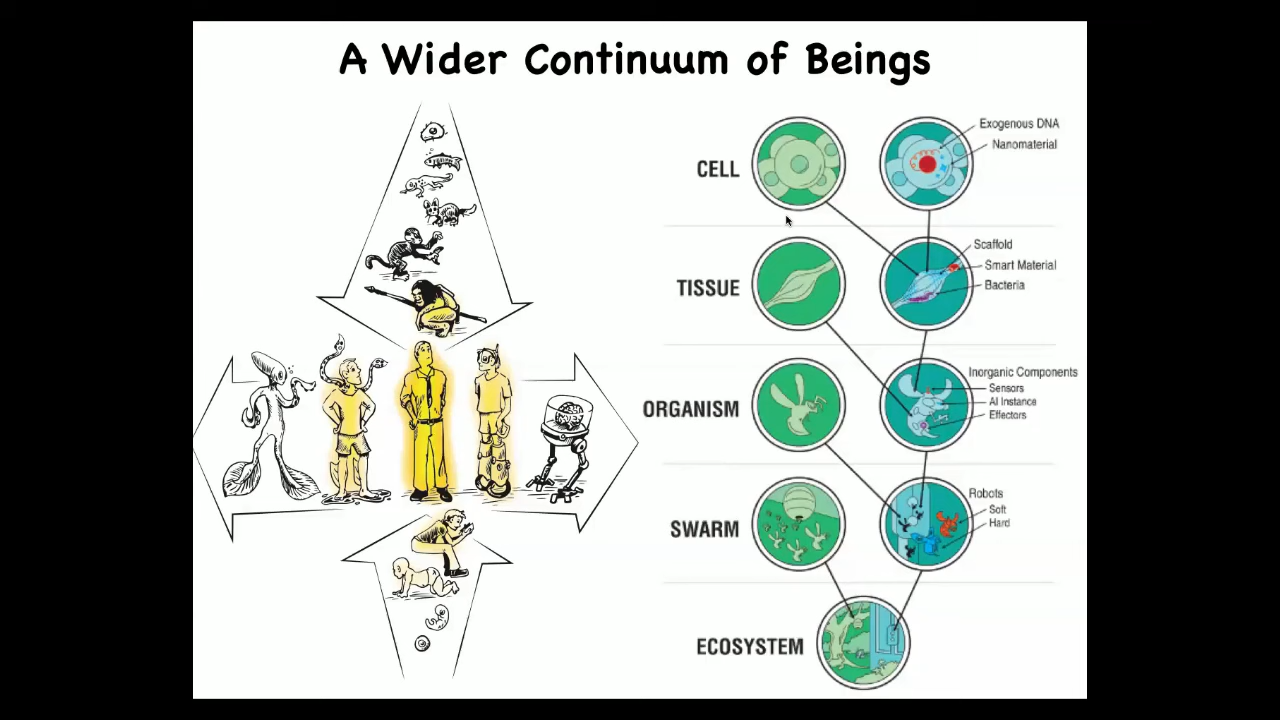 A Wider Continuum of Beings
CELL
Exogenous DNA
Nanomaterial
TISSUE
Scaffold
Smart Material
Bacteria
ORGANISM
Inorganic Components
Sensors
AI Instance
Effectors
SWARM
Robots
Soft
Hard
ECOSYSTEM